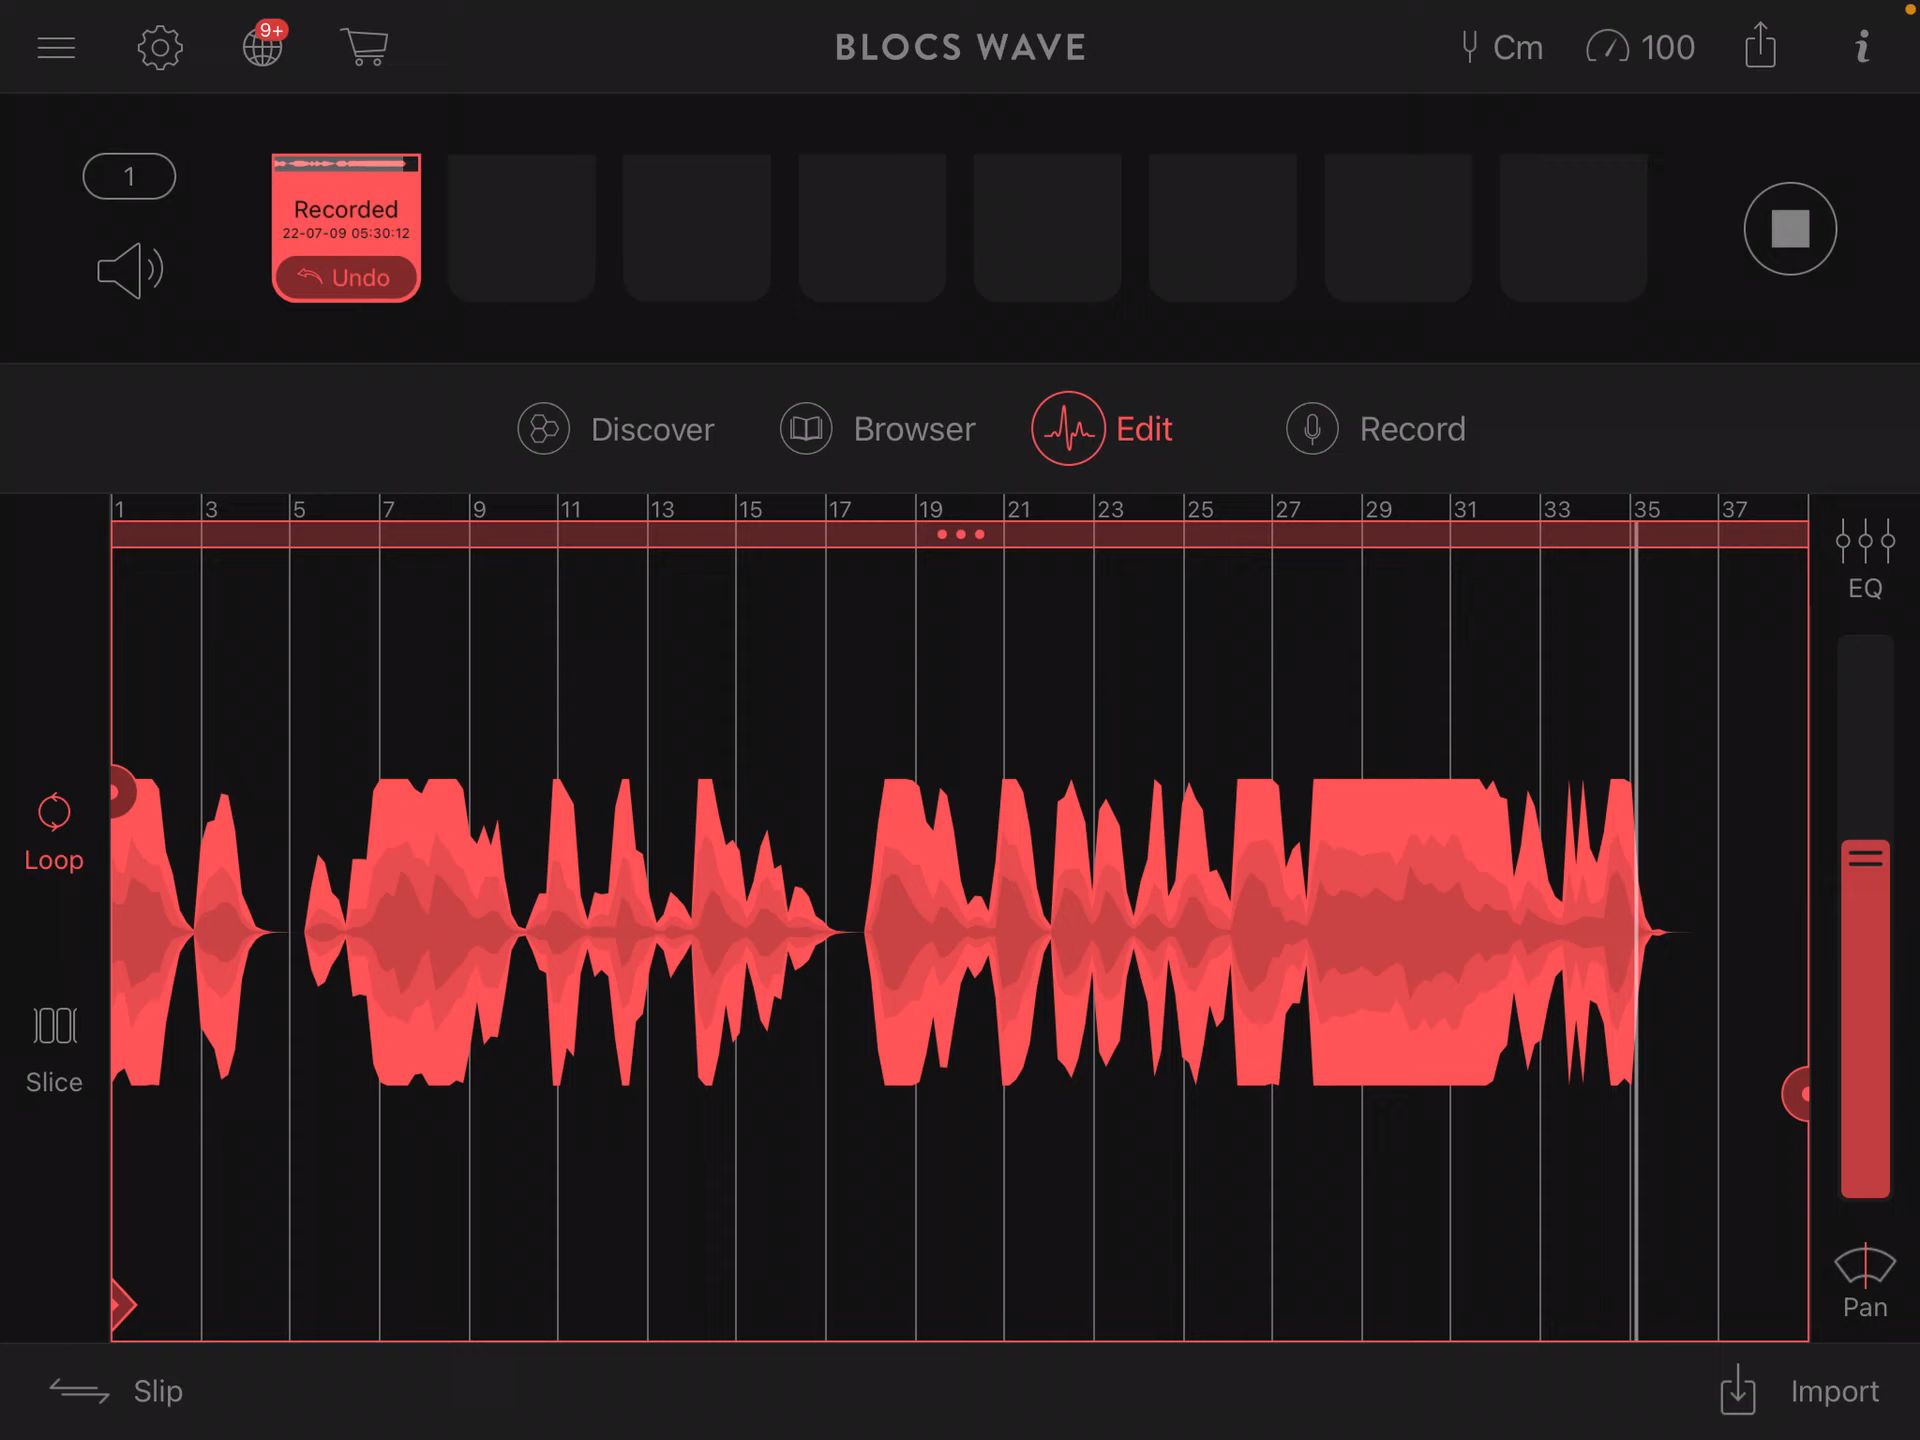 9+
BLOCS WAVE
Cm
100
i
1
Recorded
22-07-09 05:30:12
Undo
Discover
Browser
Edit
Record
1 3 5 7 9 11 13 15 17 19 21 23 25 27 29 31 33 35 37
EQ
Loop
Slice
Pan
Slip
Import